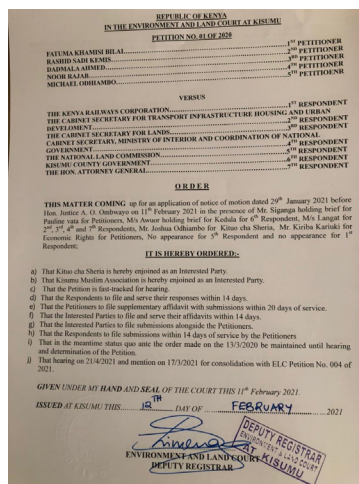 REPUBLIC OF KENYA
IN THE ENVIRONMENT AND LAND COURT AT KISUMU
PETITION NO. 01 OF 2020
FATUMA KHAMISI BILAL...1ST PETITIONER
RASHID SADI KEMIS...2ND PETITIONER
DADMALA AHMED...3RD PETITIONER
NOOR RAJAB...4TH PETITIONER
MICHAEL ODHIAMBO...5TH PETITIOENR
VERSUS
THE KENYA RAILWAYS CORPORATION...1ST RESPONDENT
THE CABINET SECRETARY FOR TRANSPORT INFRASTRUCTURE HOUSING AND URBAN
DEVELOMENT...2ND RESPONDENT
THE CABINET SECRETARY FOR LANDS...3RD RESPONDENT
CABINET SECRETARY, MINISTRY OF INTERIOR AND COORDINATION OF NATIONAL
GOVERNMENT...4TH RESPONDENT
THE NATIONAL LAND COMMISSION...5TH RESPONDENT
KISUMU COUNTY GOVERNMENT...6TH RESPONDENT
THE HON. ATTORNEY GENERAL...7TH RESPONDENT
O R D E R
THIS MATTER COMING up for an application of notice of motion dated 29th January 2021 before
Hon. Justice A. O. Ombwayo on 11th February 2021 in the presence of Mr. Siganga holding brief for
Pauline vata for Petitioners, M/s Awuor holding brief for Kedula for 6th Respondent, M/s Langat for
2nd, 3rd, 4th and 7th Respondents, Mr. Joshua Odhiambo for Kituo cha Sheria, Mr. Kiriba Kariuki for
Economic Rights for Petitioners, No appearance for 5th Respondent and no appearance for 1st
Respondent;
IT IS HEREBY ORDERED:-
a) That Kituo cha Sheria is hereby enjoined as an Interested Party.
b) That Kisumu Muslim Association is hereby enjoined as an Interested Party.
c) That the Petition is fast-tracked for hearing.
d) That the Respondents to file and serve their responses within 14 days.
e) That the Petitioners to file supplementary affidavit with submissions within 20 days of service.
f) That the Interested Parties to file and serve their affidavits within 14 days.
g) That the Interested Parties to file submissions alongside the Petitioners.
h) That the Respondents to file submissions within 14 days of service by the Petitioners
i) That in the meantime status quo ante the order made on the 13/3/2020 be maintained until hearing
and determination of the Petition.
j) That hearing on 21/4/2021 and mention on 17/3/2021 for consolidation with ELC Petition No. 004 of
2021.
GIVEN UNDER MY HAND AND SEAL OF THE COURT THIS 11th February 2021.
ISSUED AT KISUMU THIS...12TH...DAY OF...FEBRUARY...2021
ENVIRONMENT AND LAND COURT
DEPUTY REGISTRAR
DEPUTY REGISTRAR
ENVIRONMENT & LAND COURT
AT KISUMU